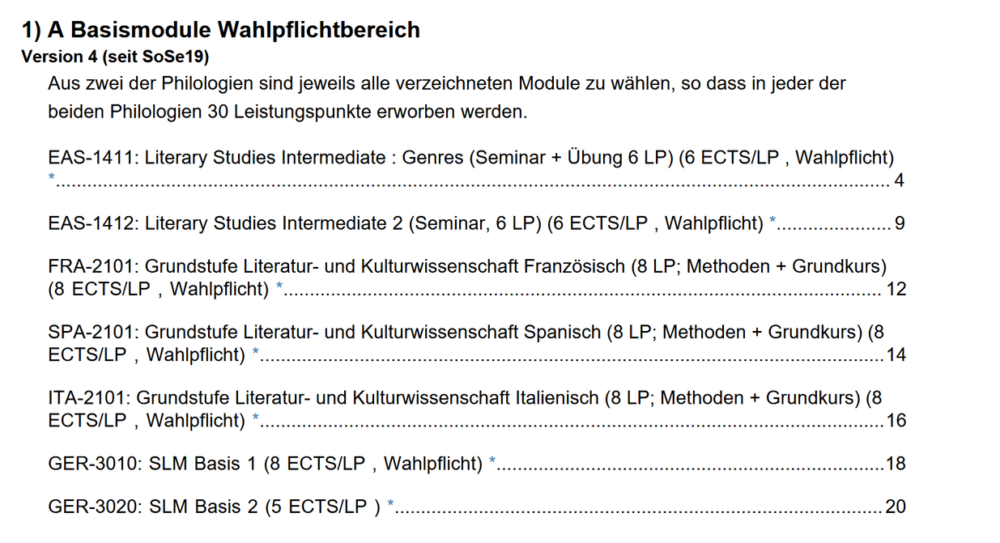 1) A Basismodule Wahlpflichtbereich
Version 4 (seit SoSe19)
Aus zwei der Philologien sind jeweils alle verzeichneten Module zu wählen, so dass in jeder der
beiden Philologien 30 Leistungspunkte erworben werden.
EAS-1411: Literary Studies Intermediate : Genres (Seminar + Übung 6 LP) (6 ECTS/LP , Wahlpflicht)
*.......................................................................................................................................................... 4
EAS-1412: Literary Studies Intermediate 2 (Seminar, 6 LP) (6 ECTS/LP , Wahlpflicht) *...................... 9
FRA-2101: Grundstufe Literatur- und Kulturwissenschaft Französisch (8 LP; Methoden + Grundkurs)
(8 ECTS/LP , Wahlpflicht) *............................................................................................................... 12
SPA-2101: Grundstufe Literatur- und Kulturwissenschaft Spanisch (8 LP; Methoden + Grundkurs) (8
ECTS/LP , Wahlpflicht) *....................................................................................................................14
ITA-2101: Grundstufe Literatur- und Kulturwissenschaft Italienisch (8 LP; Methoden + Grundkurs) (8
ECTS/LP , Wahlpflicht) *....................................................................................................................16
GER-3010: SLM Basis 1 (8 ECTS/LP , Wahlpflicht) *........................................................................18
GER-3020: SLM Basis 2 (5 ECTS/LP ) *...........................................................................................20